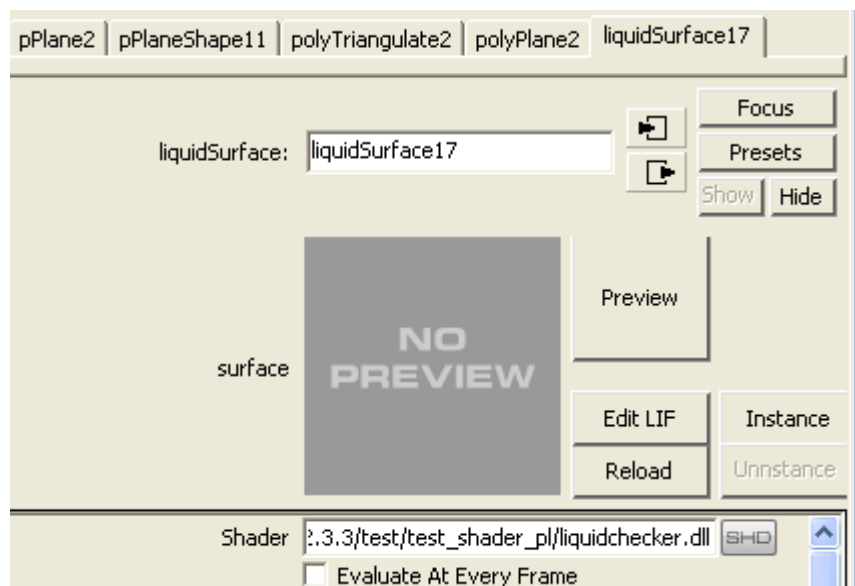 pPlane2 pPlaneShape11 polyTriangulate2 polyPlane2 liquidSurface17
liquidSurface: liquidSurface17
Focus
Presets
Show Hide
surface
NO
PREVIEW
Preview
Edit LIF Instance
Reload Unnstance
Shader 2.3.3/test/test_shader_pl/liquidchecker.dll SHD
Evaluate At Every Frame